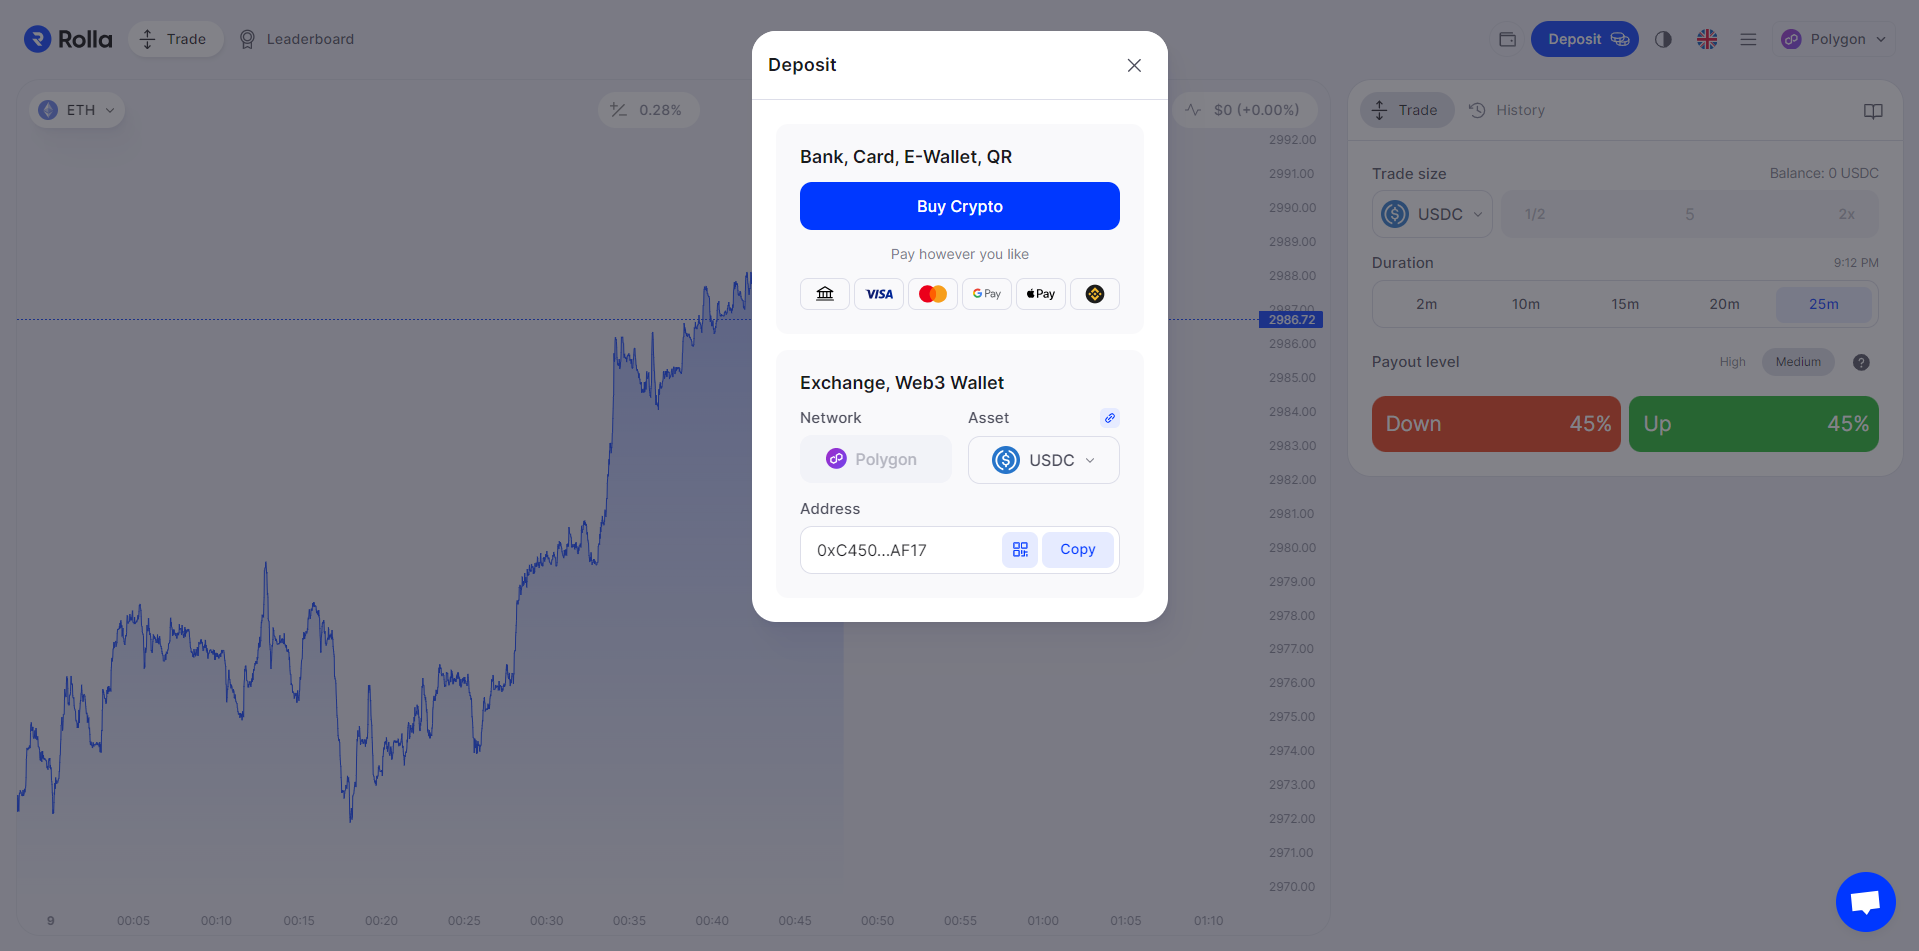 Rolla
Trade
Leaderboard
Deposit
Polygon
ETH
0.28%
$0 (+0.00%)
Deposit
Bank, Card, E-Wallet, QR
Buy Crypto
Pay however you like
VISA
G Pay
Pay
Exchange, Web3 Wallet
Network
Asset
Polygon
USDC
Address
0xC450...AF17
Copy
2992.00
2991.00
2990.00
2989.00
2988.00
2987.00
2986.72
2986.00
2985.00
2984.00
2983.00
2982.00
2981.00
2980.00
2979.00
2978.00
2977.00
2976.00
2975.00
2974.00
2973.00
2972.00
2971.00
2970.00
9
00:05
00:10
00:15
00:20
00:25
00:30
00:35
00:40
00:45
00:50
00:55
01:00
01:05
01:10
Trade
History
Trade size
Balance: 0 USDC
USDC
1/2
5
2x
Duration
9:12 PM
2m
10m
15m
20m
25m
Payout level
High
Medium
?
Down
45%
Up
45%